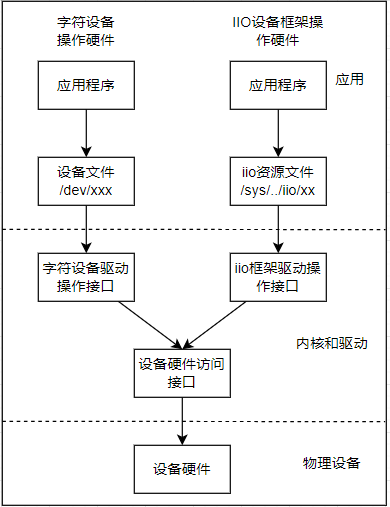 字符设备
操作硬件
IIO设备框架操
作硬件
应用程序
应用程序
应用
设备文件
/dev/xxx
iio资源文件
/sys/../iio/xx
字符设备驱动
操作接口
iio框架驱动操
作接口
内核和驱动
设备硬件访问
接口
设备硬件
物理设备